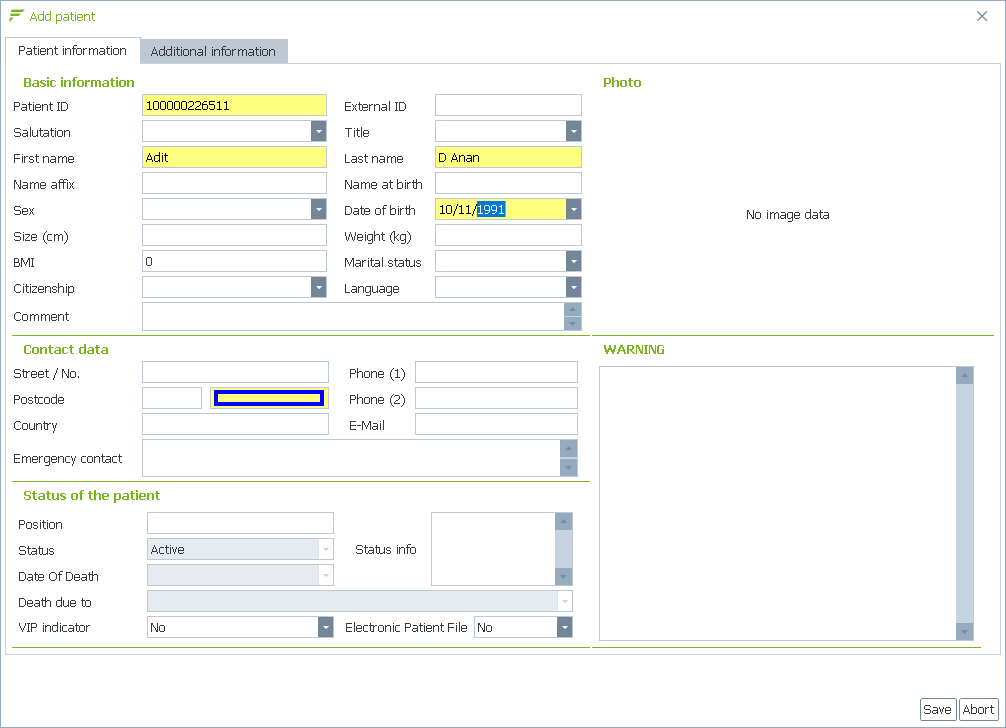 Add patient
Patient information
Additional information
Basic information
Photo
Patient ID 100000226511 External ID
Salutation Title
First name Adit Last name D Anan
Name affix Name at birth
Sex Date of birth 10/11/1991
No image data
Size (cm) Weight (kg)
BMI 0 Marital status
Citizenship Language
Comment
Contact data
WARNING
Street / No. Phone (1)
Postcode Phone (2)
Country E-Mail
Emergency contact
Status of the patient
Position
Status Active Status info
Date Of Death
Death due to
VIP indicator No Electronic Patient File No
Save Abort